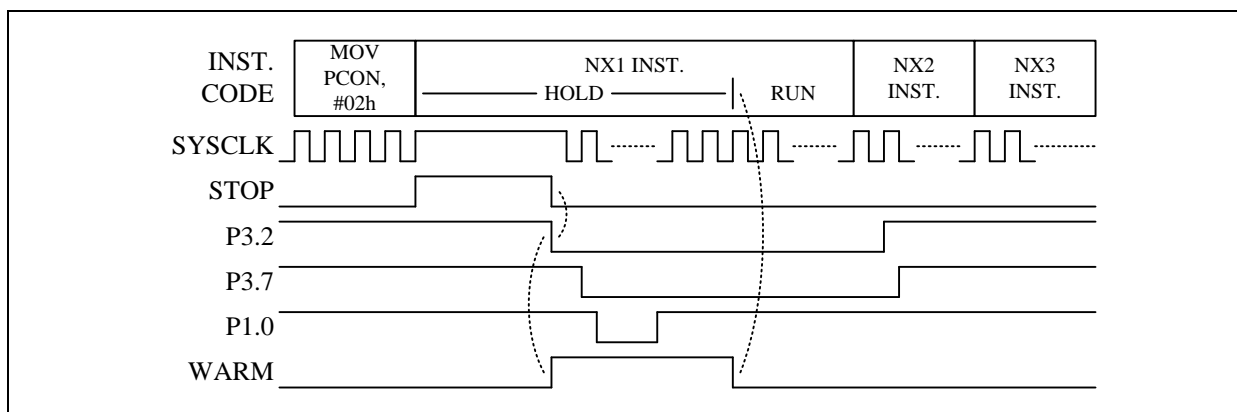 INST. CODE
MOV PCON, #02h
NX1 INST.
HOLD
RUN
NX2 INST.
NX3 INST.
SYSCLK
STOP
P3.2
P3.7
P1.0
WARM